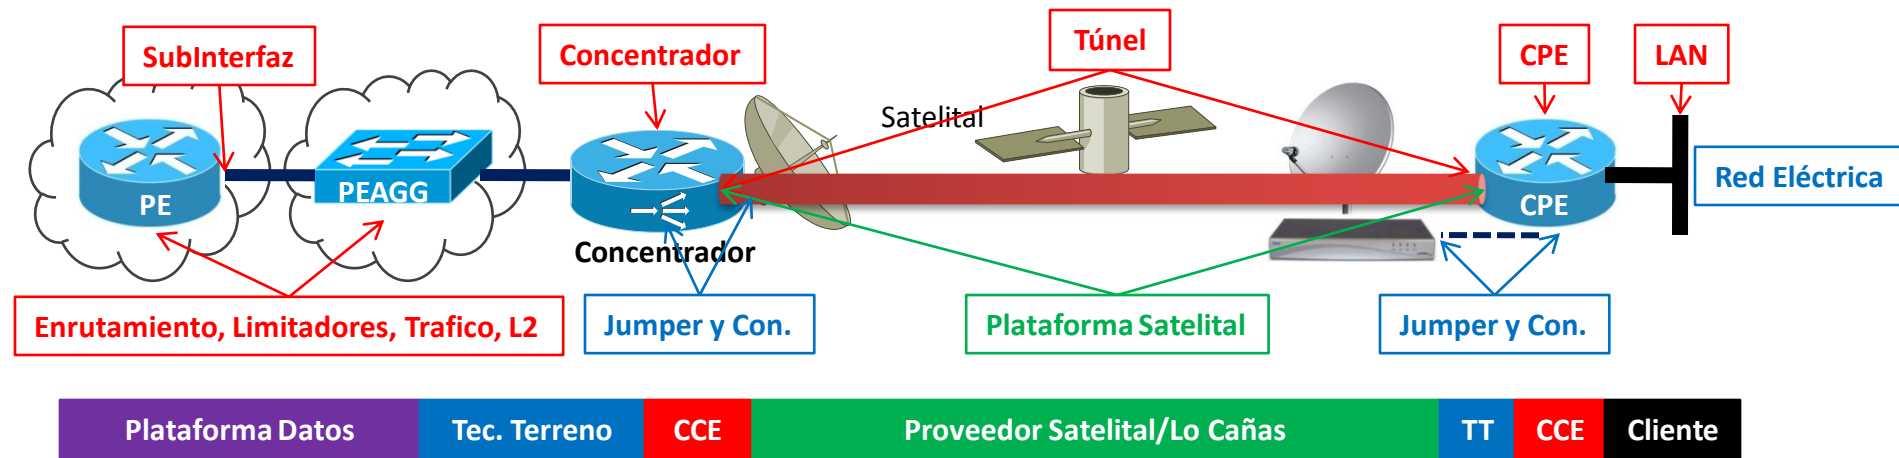 SubInterfaz
Concentrador
Túnel
CPE
LAN
Satelital
PE
PEAGG
Concentrador
CPE
Red Eléctrica
Enrutamiento, Limitadores, Trafico, L2
Jumper y Con.
Plataforma Satelital
Jumper y Con.
Plataforma Datos
Tec. Terreno
CCE
Proveedor Satelital/Lo Cañas
TT
CCE
Cliente